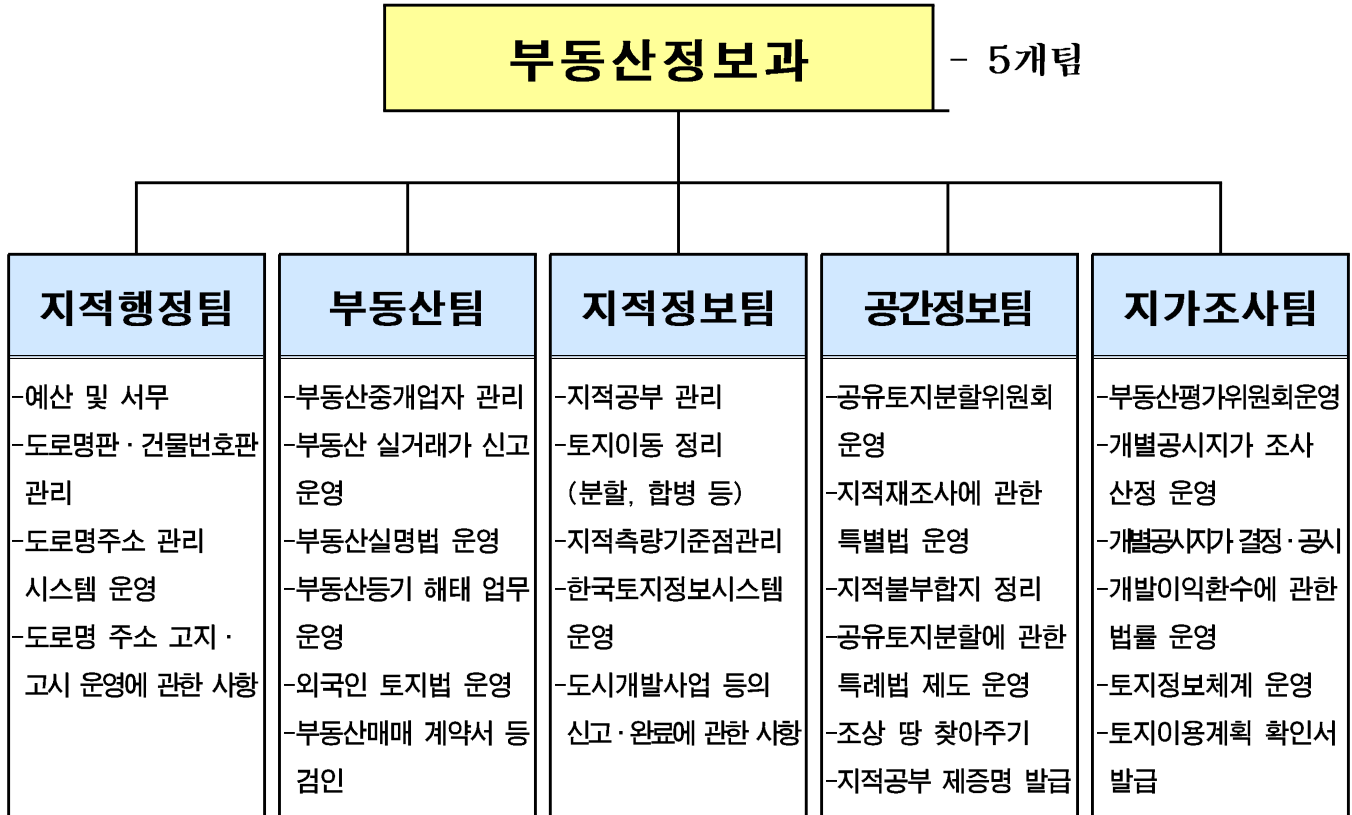 부동산정보과
- 5개팀
지적행정팀
-예산 및 서무
-도로명판·건물번호판
관리
-도로명주소 관리
시스템 운영
-도로명 주소 고지·
고시 운영에 관한 사항
부동산팀
-부동산중개업자 관리
-부동산 실거래가 신고
운영
-부동산실명법 운영
-부동산등기 해태 업무
운영
-외국인 토지법 운영
-부동산매매 계약서 등
검인
지적정보팀
-지적공부 관리
-토지이동 정리
(분할, 합병 등)
-지적측량기준점관리
-한국토지정보시스템
운영
-도시개발사업 등의
신고·완료에 관한 사항
공간정보팀
-공유토지분할위원회
운영
-지적재조사에 관한
특별법 운영
-지적불부합지 정리
-공유토지분할에 관한
특례법 제도 운영
-조상 땅 찾아주기
-지적공부 제증명 발급
지가조사팀
-부동산평가위원회운영
-개별공시지가 조사
산정 운영
-개별공시지가 결정·공시
-개발이익환수에 관한
법률 운영
-토지정보체계 운영
-토지이용계획 확인서
발급